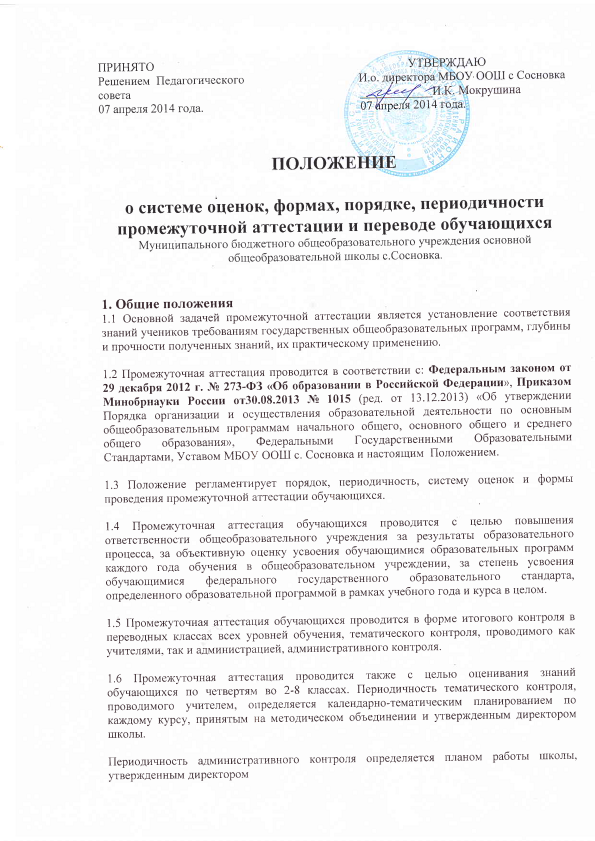 ПРИНЯТО
Решением Педагогического
совета
07 апреля 2014 года.
УТВЕРЖДАЮ
И.о. директора МБОУ ООШ с Сосновка
И.К. Мокрушина
07 апреля 2014 года.
ПОЛОЖЕНИЕ
о системе оценок, формах, порядке, периодичности
промежуточной аттестации и переводе обучающихся
Муниципального бюджетного общеобразовательного учреждения основной
общеобразовательной школы с.Сосновка.
1. Общие положения
1.1 Основной задачей промежуточной аттестации является установление соответствия
знаний учеников требованиям государственных общеобразовательных программ, глубины
и прочности полученных знаний, их практическому применению.
1.2 Промежуточная аттестация проводится в соответствии с: Федеральным законом от
29 декабря 2012 г. № 273-ФЗ «Об образовании в Российской Федерации», Приказом
Минобрнауки России от30.08.2013 № 1015 (ред. от 13.12.2013) «Об утверждении
Порядка организации и осуществления образовательной деятельности по основным
общеобразовательным программам начального общего, основного общего и среднего
общего образования», Федеральными Государственными Образовательными
Стандартами, Уставом МБОУ ООШ с. Сосновка и настоящим Положением.
1.3 Положение регламентирует порядок, периодичность, систему оценок и формы
проведения промежуточной аттестации обучающихся.
1.4 Промежуточная аттестация обучающихся проводится с целью повышения
ответственности общеобразовательного учреждения за результаты образовательного
процесса, за объективную оценку усвоения обучающимися образовательных программ
каждого года обучения в общеобразовательном учреждении, за степень усвоения
обучающимися федерального государственного образовательного стандарта,
определенного образовательной программой в рамках учебного года и курса в целом.
1.5 Промежуточная аттестация обучающихся проводится в форме итогового контроля в
переводных классах всех уровней обучения, тематического контроля, проводимого как
учителями, так и администрацией, административного контроля.
1.6 Промежуточная аттестация проводится также с целью оценивания знаний
обучающихся по четвертям во 2-8 классах. Периодичность тематического контроля,
проводимого учителем, определяется календарно-тематическим планированием по
каждому курсу, принятым на методическом объединении и утвержденным директором
школы.
Периодичность административного контроля определяется планом работы школы,
утвержденным директором